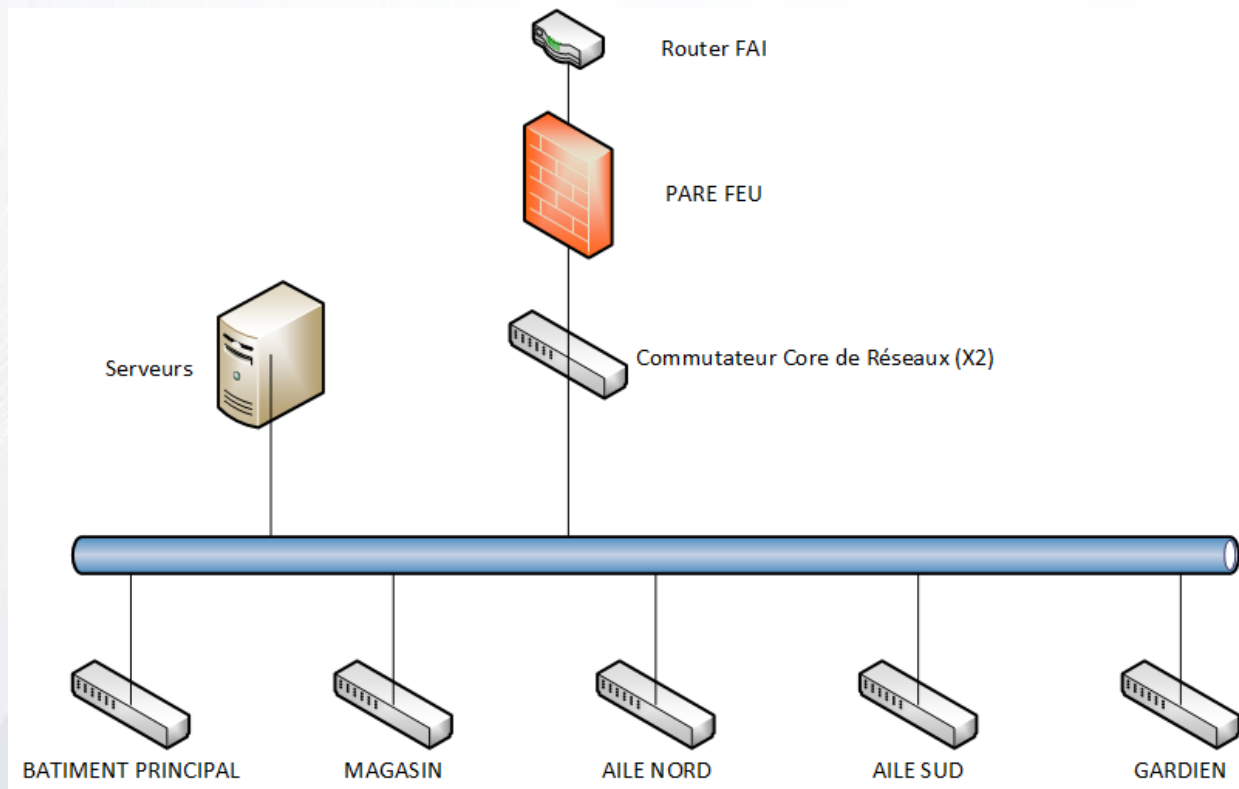 Router FAI
PARE FEU
Serveurs
Commutateur Core de Réseaux (X2)
BATIMENT PRINCIPAL
MAGASIN
AILE NORD
AILE SUD
GARDIEN